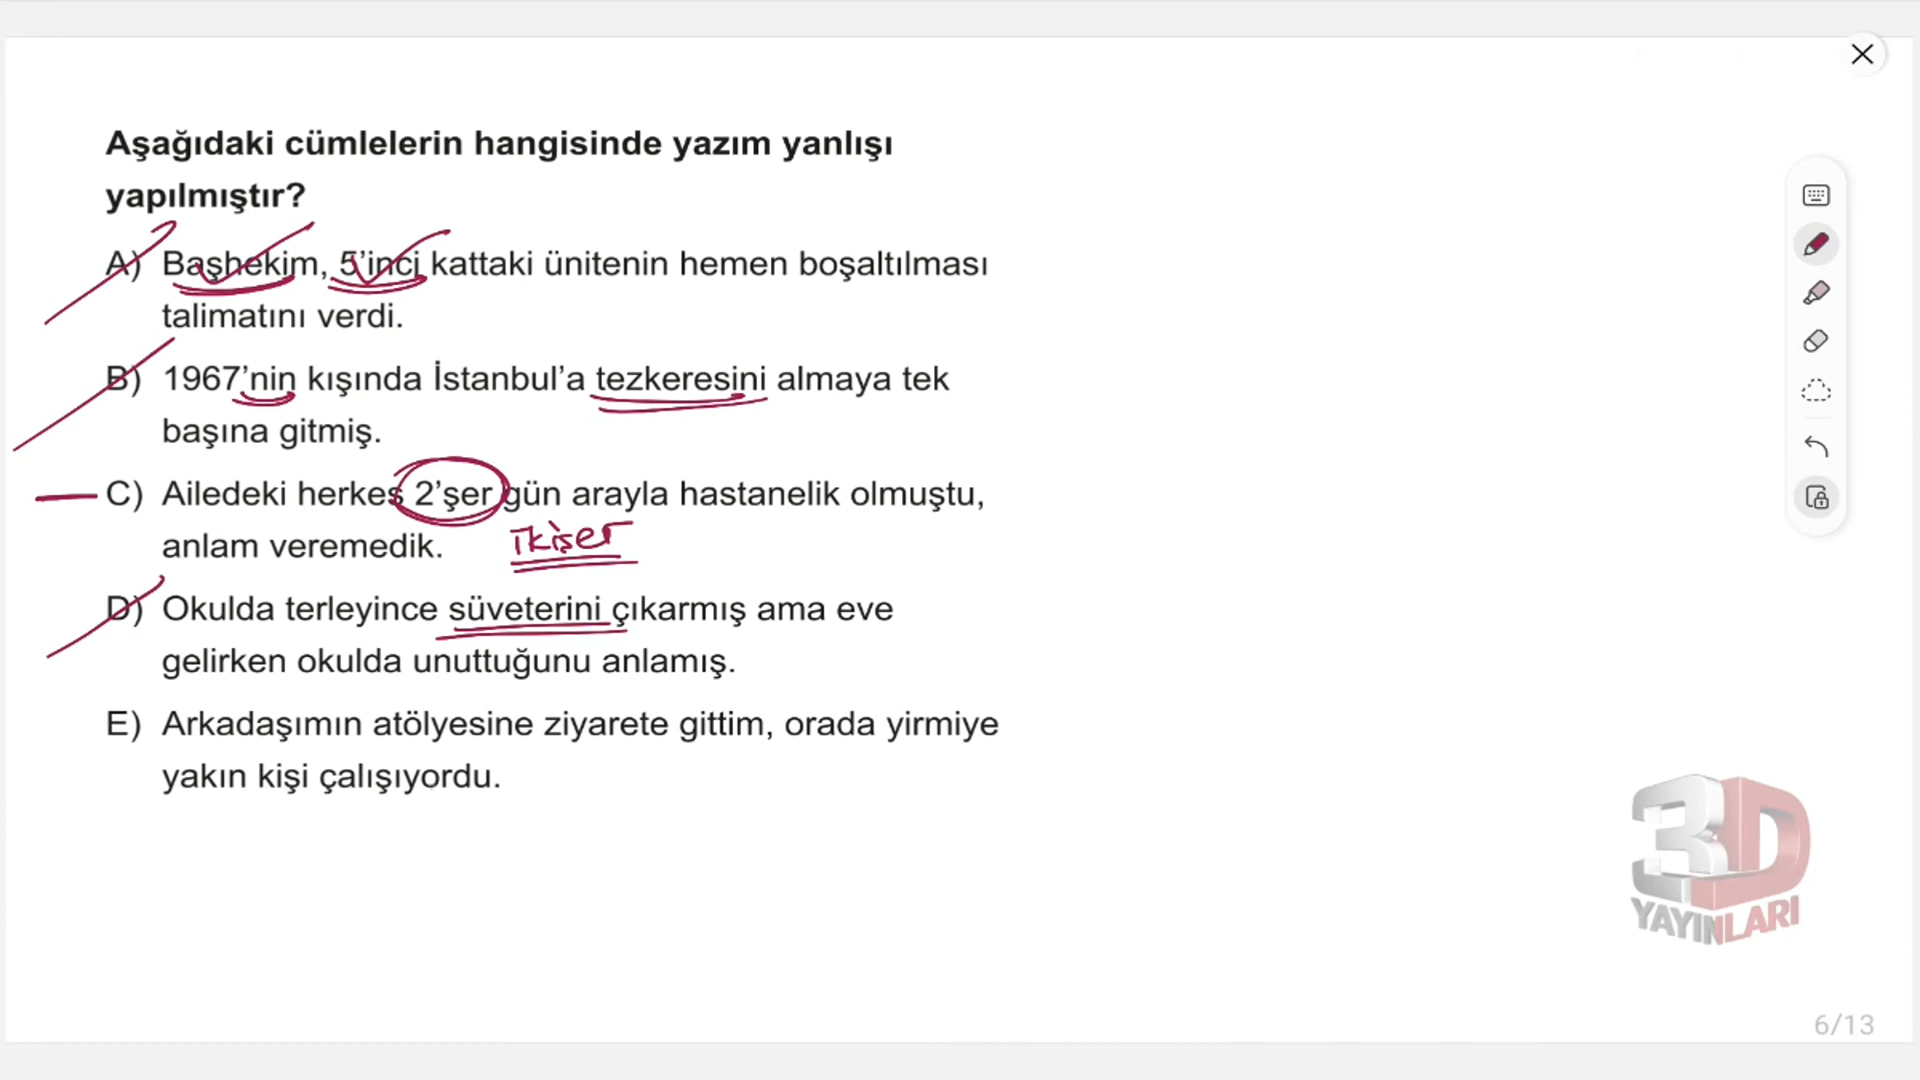 Aşağıdaki cümlelerin hangisinde yazım yanlışı
yapılmıştır?
A) Başhekim, 5’inci kattaki ünitenin hemen boşaltılması
talimatını verdi.
B) 1967’nin kışında İstanbul’a tezkeresini almaya tek
başına gitmiş.
C) Ailedeki herkes 2’şer gün arayla hastanelik olmuştu,
anlam veremedik.
ikişer
D) Okulda terleyince süveterini çıkarmış ama eve
gelirken okulda unuttuğunu anlamış.
E) Arkadaşımın atölyesine ziyarete gittim, orada yirmiye
yakın kişi çalışıyordu.
3D
YAYINLARI
6/13